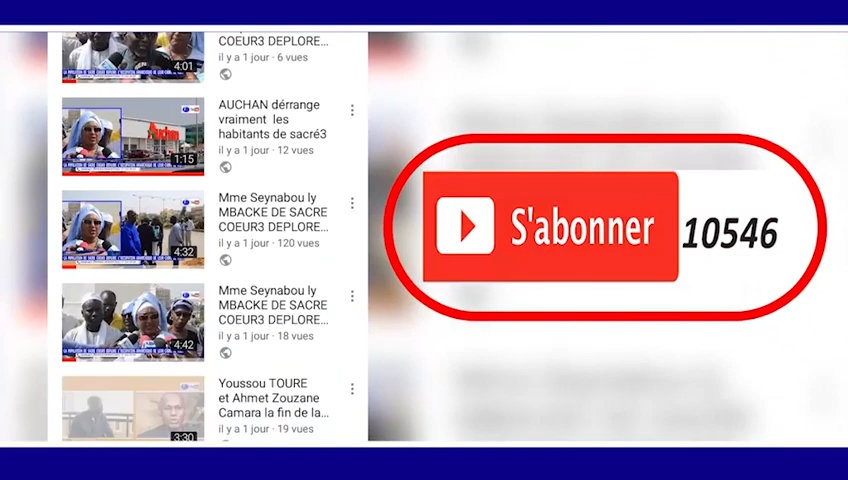 COEUR3 DEPLORE...
il y a 1 jour · 6 vues
4:01
AUCHAN dérrange
vraiment les
habitants de sacré3
il y a 1 jour · 12 vues
Auchan
1:15
Mme Seynabou ly
MBACKE DE SACRE
COEUR3 DEPLORE...
il y a 1 jour · 120 vues
4:32
Mme Seynabou ly
MBACKE DE SACRE
COEUR3 DEPLORE...
il y a 1 jour · 18 vues
4:42
Youssou TOURE
et Ahmet Zouzane
Camara la fin de la...
il y a 1 jour · 19 vues
3:30
S'abonner
10546